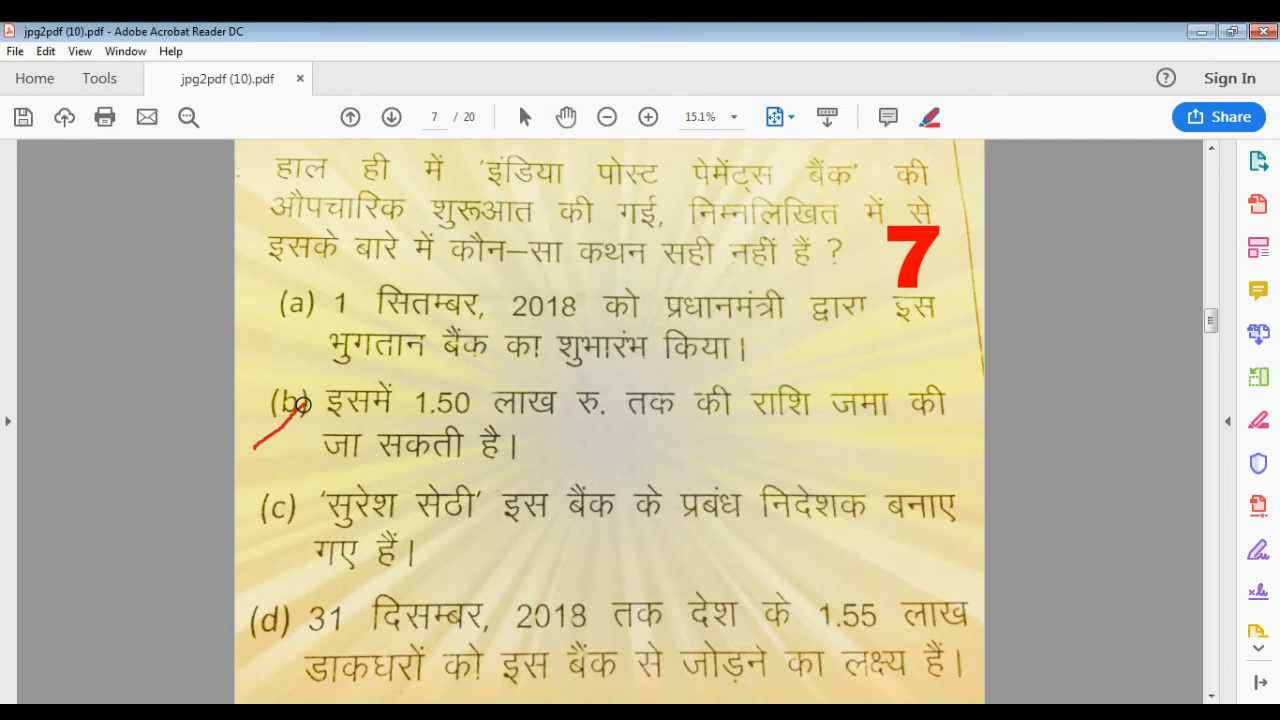 jpg2pdf (10).pdf - Adobe Acrobat Reader DC
File Edit View Window Help
Home Tools jpg2pdf (10).pdf × Sign In
7 / 20 15.1% Share
हाल ही में 'इंडिया पोस्ट पेमेंट्स बैंक' की
औपचारिक शुरूआत की गई, निम्नलिखित में से
इसके बारे में कौन–सा कथन सही नहीं हैं ?
7
(a) 1 सितम्बर, 2018 को प्रधानमंत्री द्वारा इस
भुगतान बैंक का शुभारंभ किया।
(b) इसमें 1.50 लाख रु. तक की राशि जमा की
जा सकती है।
(c) 'सुरेश सेठी' इस बैंक के प्रबंध निदेशक बनाए
गए हैं।
(d) 31 दिसम्बर, 2018 तक देश के 1.55 लाख
डाकघरों को इस बैंक से जोड़ने का लक्ष्य हैं।